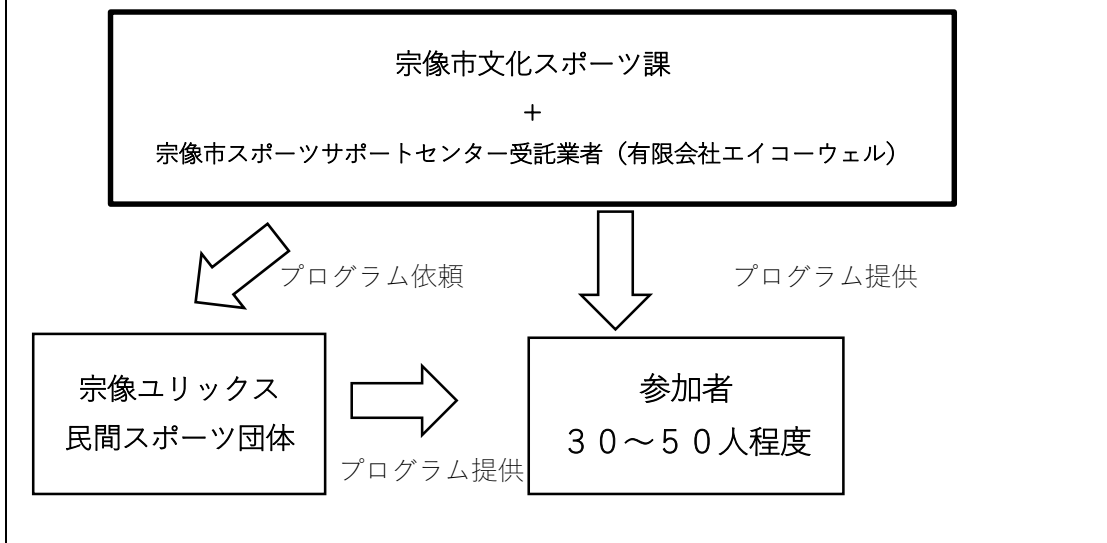 宗像市文化スポーツ課
＋
宗像市スポーツサポートセンター受託業者（有限会社エイコーウェル）
プログラム依頼
プログラム提供
宗像ユリックス
民間スポーツ団体
プログラム提供
参加者
３０～５０人程度